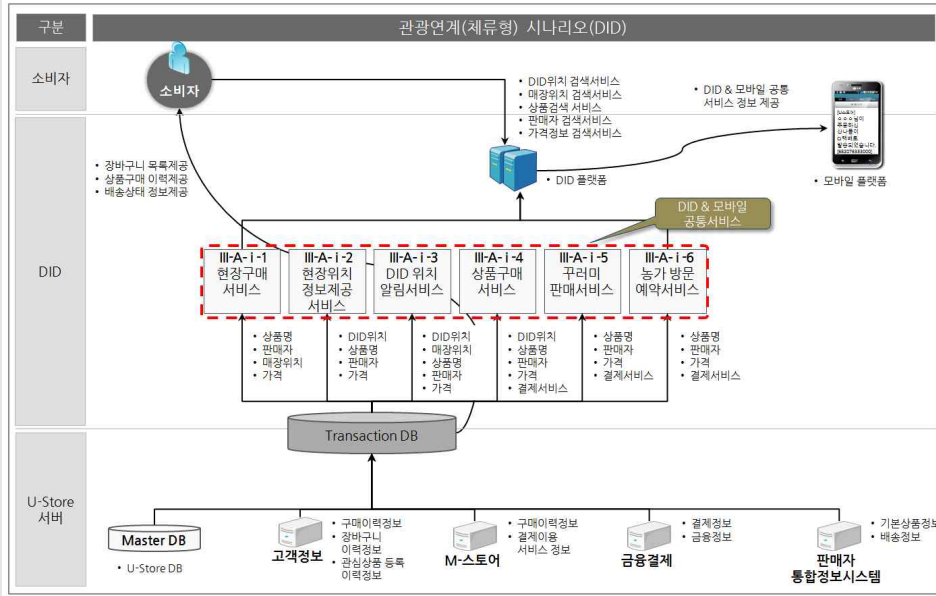 구분
관광연계(체류형) 시나리오(DID)
소비자
소비자
• DID위치 검색서비스
• 매장위치 검색서비스
• 상품검색 서비스
• 판매자 검색서비스
• 가격정보 검색서비스
• DID & 모바일 공통
서비스 정보 제공
• 모바일 플랫폼
DID
• 장바구니 목록제공
• 상품구매 이력제공
• 배송상태 정보제공
• DID 플랫폼
DID & 모바일
공통서비스
III-A-i-1
현장구매
서비스
III-A-i-2
현장위치
정보제공
서비스
III-A-i-3
DID 위치
알림서비스
III-A-i-4
상품구매
서비스
III-A-i-5
꾸러미
판매서비스
III-A-i-6
농가 방문
예약서비스
• 상품명
• 판매자
• 매장위치
• 가격
• DID위치
• 상품명
• 판매자
• 가격
• DID위치
• 매장위치
• 상품명
• 판매자
• 가격
• DID위치
• 상품명
• 판매자
• 가격
• 결제서비스
• 상품명
• 판매자
• 가격
• 결제서비스
• 상품명
• 판매자
• 가격
• 결제서비스
Transaction DB
U-Store
서버
Master DB
• U-Store DB
고객정보
• 구매이력정보
• 장바구니
이력정보
• 관심상품 등록
이력정보
M-스토어
• 구매이력정보
• 결제이용
서비스 정보
금융결제
• 결제정보
• 금융정보
판매자
통합정보시스템
• 기본상품정보
• 배송정보